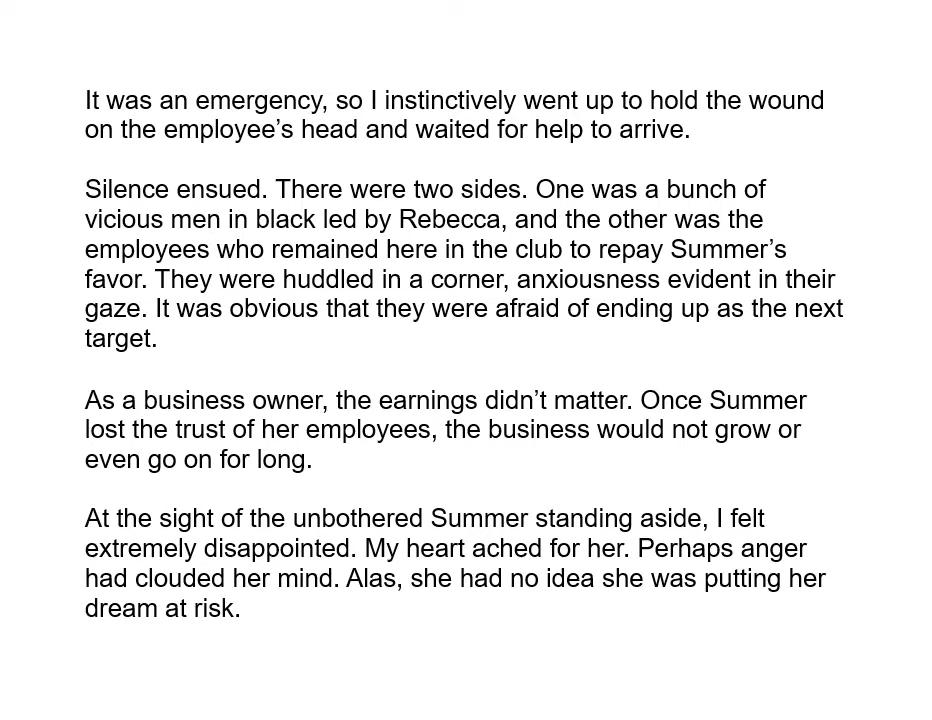 It was an emergency, so I instinctively went up to hold the wound
on the employee’s head and waited for help to arrive.
Silence ensued. There were two sides. One was a bunch of
vicious men in black led by Rebecca, and the other was the
employees who remained here in the club to repay Summer’s
favor. They were huddled in a corner, anxiousness evident in their
gaze. It was obvious that they were afraid of ending up as the next
target.
As a business owner, the earnings didn’t matter. Once Summer
lost the trust of her employees, the business would not grow or
even go on for long.
At the sight of the unbothered Summer standing aside, I felt
extremely disappointed. My heart ached for her. Perhaps anger
had clouded her mind. Alas, she had no idea she was putting her
dream at risk.